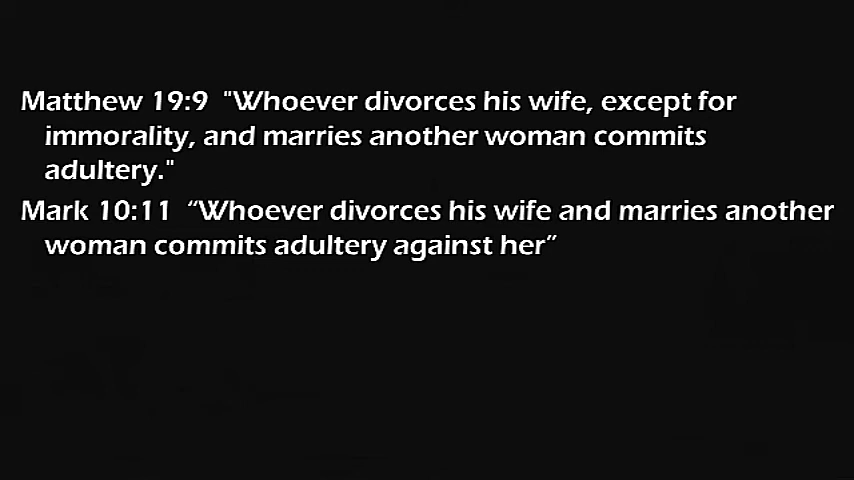 Matthew 19:9 "Whoever divorces his wife, except for
immorality, and marries another woman commits
adultery."
Mark 10:11 “Whoever divorces his wife and marries another
woman commits adultery against her”